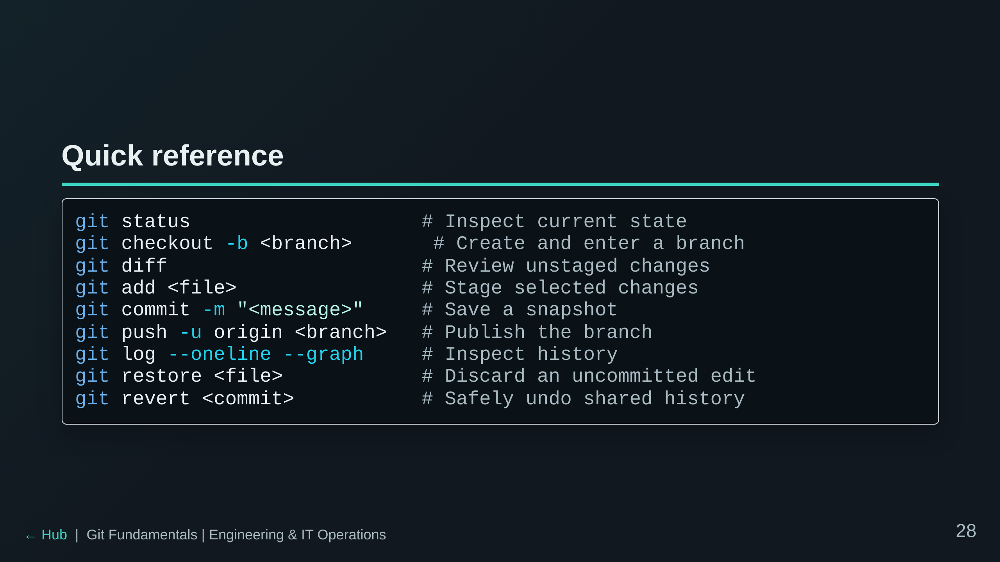 Quick reference
git status                    # Inspect current state
git checkout -b <branch>       # Create and enter a branch
git diff                      # Review unstaged changes
git add <file>                # Stage selected changes
git commit -m "<message>"     # Save a snapshot
git push -u origin <branch>   # Publish the branch
git log --oneline --graph     # Inspect history
git restore <file>            # Discard an uncommitted edit
git revert <commit>           # Safely undo shared history
← Hub | Git Fundamentals | Engineering & IT Operations
28